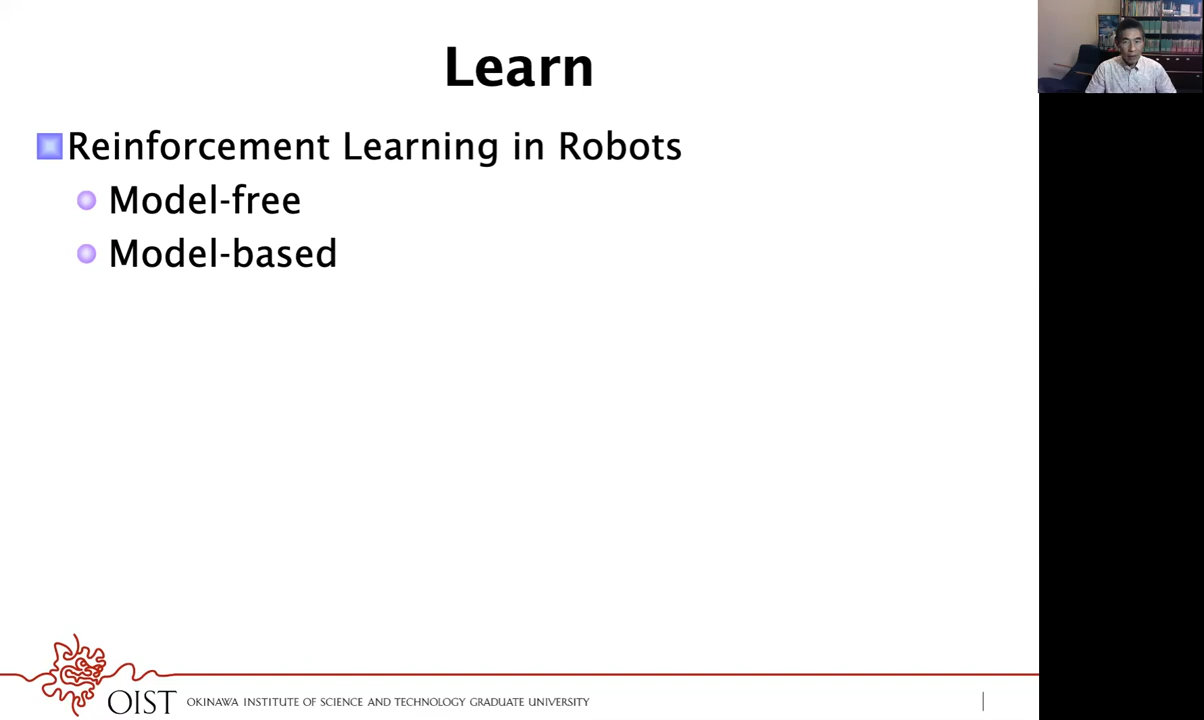 Learn
Reinforcement Learning in Robots
Model-free
Model-based
OIST OKINAWA INSTITUTE OF SCIENCE AND TECHNOLOGY GRADUATE UNIVERSITY